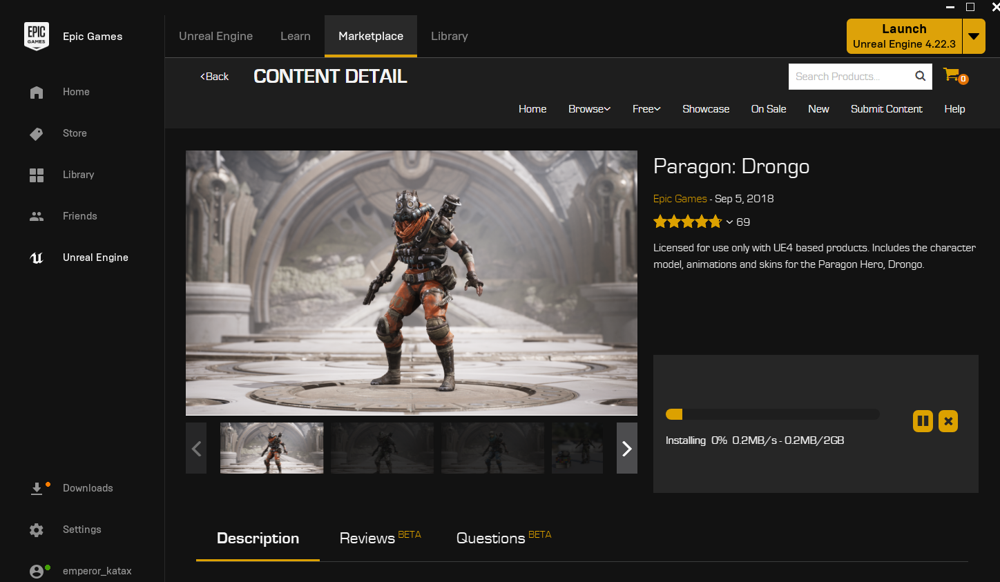 EPIC
GAMES
Epic Games
Unreal Engine
Learn
Marketplace
Library
Launch
Unreal Engine 4.22.3
Home
Store
Library
Friends
Unreal Engine
Downloads
Settings
emperor_katax
Back
CONTENT DETAIL
Search Products...
0
Home
Browse
Free
Showcase
On Sale
New
Submit Content
Help
Paragon: Drongo
Epic Games - Sep 5, 2018
69
Licensed for use only with UE4 based products. Includes the character
model, animations and skins for the Paragon Hero, Drongo.
Installing 0% 0.2MB/s - 0.2MB/2GB
Description
Reviews BETA
Questions BETA